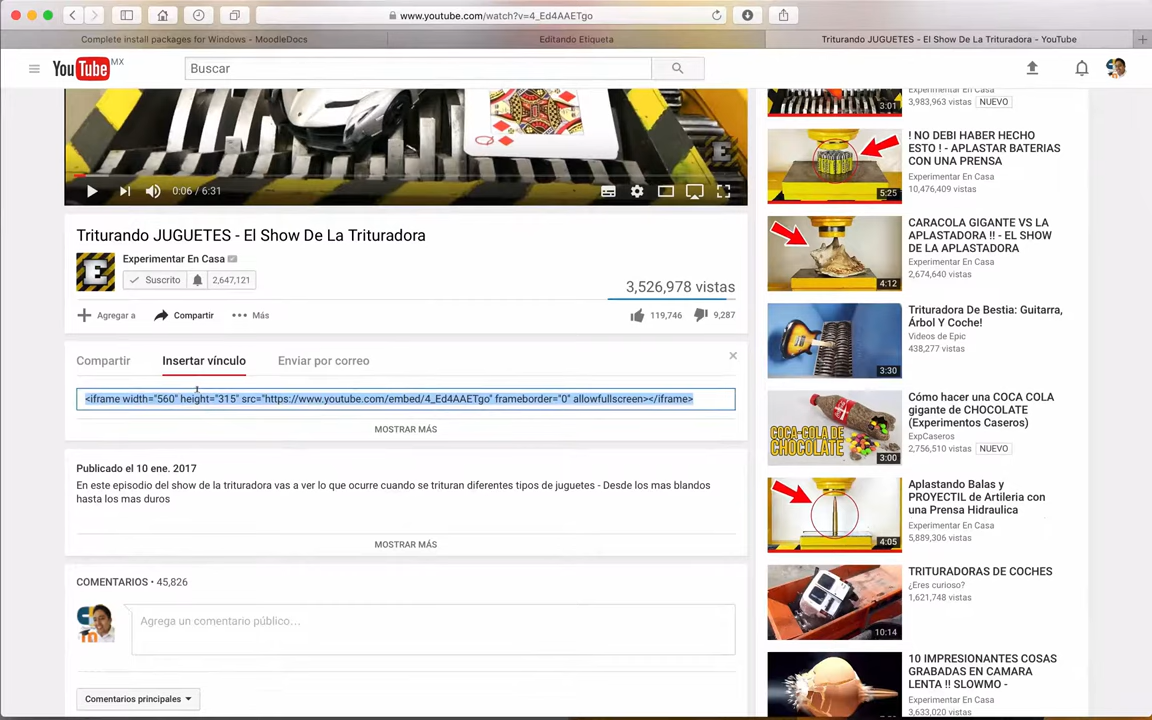 www.youtube.com/watch?v=4_Ed4AAETgo
Complete install packages for Windows - MoodleDocs
Editando Etiqueta
Triturando JUGUETES - El Show De La Trituradora - YouTube
YouTube MX
Buscar
0:06 / 6:31
Triturando JUGUETES - El Show De La Trituradora
E
Experimentar En Casa
Suscrito
2,647,121
3,526,978 vistas
Agregar a
Compartir
Más
119,746
9,287
Compartir
Insertar vínculo
Enviar por correo
<iframe width="560" height="315" src="https://www.youtube.com/embed/4_Ed4AAETgo" frameborder="0" allowfullscreen></iframe>
MOSTRAR MÁS
Publicado el 10 ene. 2017
En este episodio del show de la trituradora vas a ver lo que ocurre cuando se trituran diferentes tipos de juguetes - Desde los mas blandos
hasta los mas duros
MOSTRAR MÁS
COMENTARIOS • 45,826
Agregar un comentario público...
Comentarios principales
3:01
Experimentar En Casa
3,983,963 vistas
NUEVO
5:25
! NO DEBI HABER HECHO
ESTO ! - APLASTAR BATERIAS
CON UNA PRENSA
Experimentar En Casa
10,476,409 vistas
4:12
CARACOLA GIGANTE VS LA
APLASTADORA !! - EL SHOW
DE LA APLASTADORA
Experimentar En Casa
2,674,640 vistas
3:30
Trituradora De Bestia: Guitarra,
Árbol Y Coche!
Videos de Epic
438,277 vistas
COCA-COLA
DE CHOCOLATE
3:00
Cómo hacer una COCA COLA
gigante de CHOCOLATE
(Experimentos Caseros)
ExpCaseros
2,756,510 vistas
NUEVO
4:05
Aplastando Balas y
PROYECTIL de Artileria con
una Prensa Hidraulica
Experimentar En Casa
5,889,306 vistas
10:14
TRITURADORAS DE COCHES
¿Eres curioso?
1,621,748 vistas
10 IMPRESIONANTES COSAS
GRABADAS EN CAMARA
LENTA !! SLOWMO -
Experimentar En Casa
3,633,020 vistas